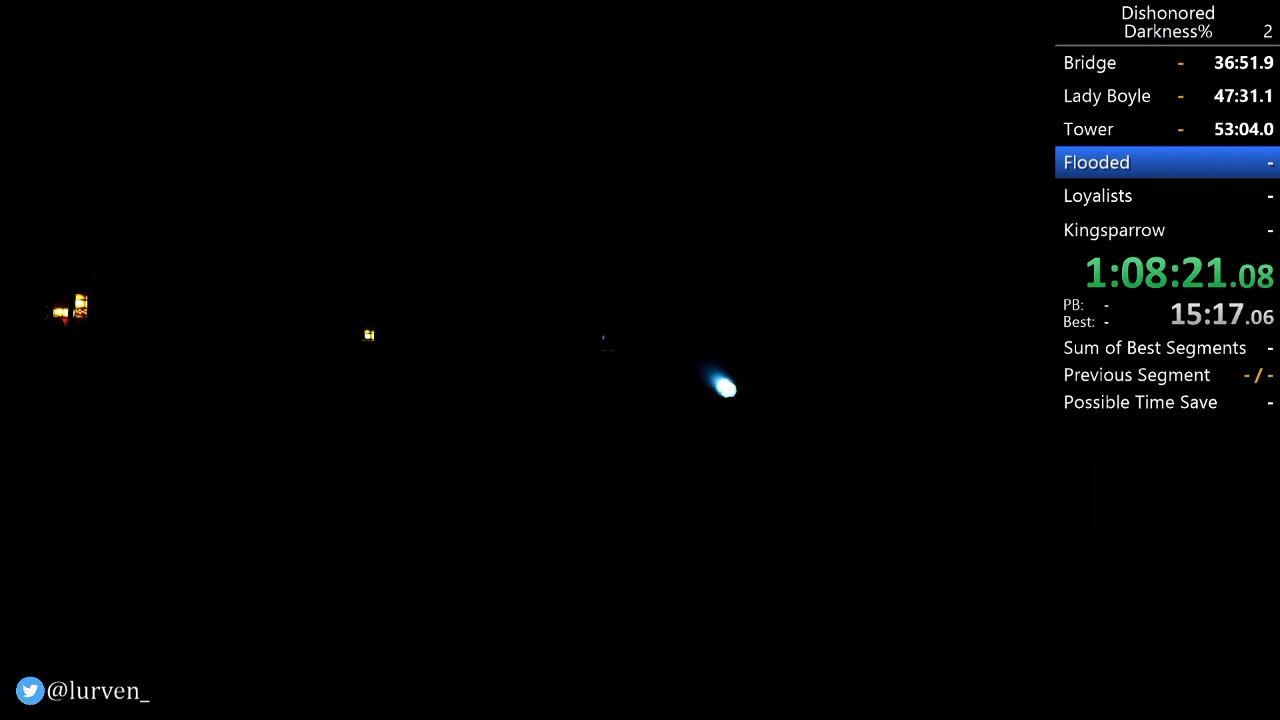 Dishonored
Darkness% 2
Bridge - 36:51.9
Lady Boyle - 47:31.1
Tower - 53:04.0
Flooded -
Loyalists -
Kingsparrow -
1:08:21.08
PB: - 15:17.06
Best: -
Sum of Best Segments -
Previous Segment - / -
Possible Time Save -
@lurven_